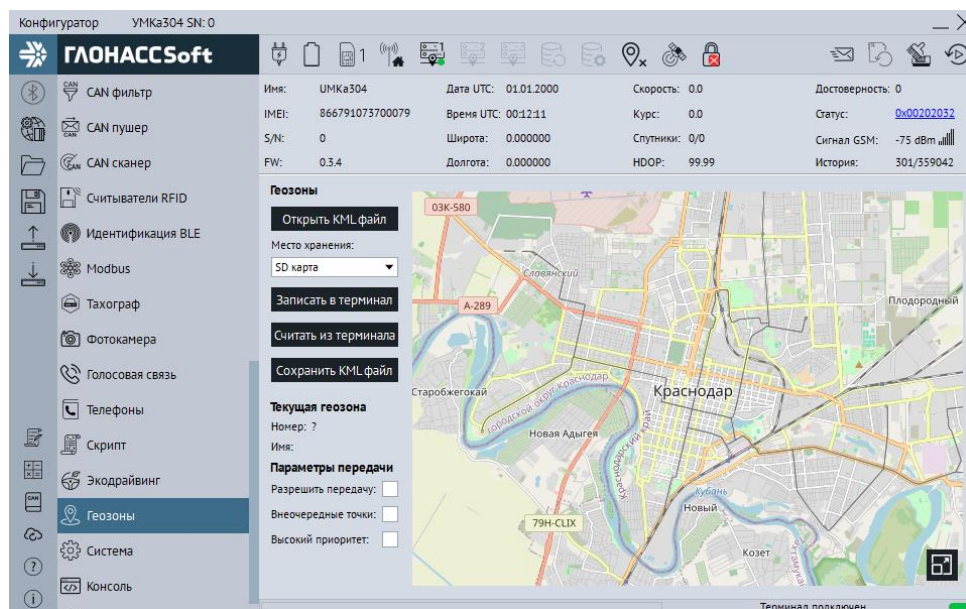 Конфигуратор УМКа304 SN: 0
ГЛОНАССSoft
1
CAN фильтр
CAN пушер
CAN сканер
Считыватели RFID
Идентификация BLE
Modbus
Тахограф
Фотокамера
Голосовая связь
Телефоны
Скрипт
Экодрайвинг
Геозоны
Система
Консоль
Имя: УМКа304 Дата UTC: 01.01.2000 Скорость: 0.0 Достоверность: 0
IMEI: 866791073700079 Время UTC: 00:12:11 Курс: 0.0 Статус: 0x00202032
S/N: 0 Широта: 0.000000 Спутники: 0/0 Сигнал GSM: -75 dBm
FW: 0.3.4 Долгота: 0.000000 HDOP: 99.99 История: 301/359042
Геозоны
Открыть KML файл
Место хранения:
SD карта
Записать в терминал
Считать из терминала
Сохранить KML файл
Текущая геозона
Номер: ?
Имя:
Параметры передачи
Разрешить передачу:
Внеочередные точки:
Высокий приоритет:
03К-580
Славянский
А-289
Плодородный
Старобжегокай
городской округ Краснодар
Краснодар
Новая Адыгея
Краснодарский край
Кубань
Новый
79Н-CLIX
Козет
Терминал подключен